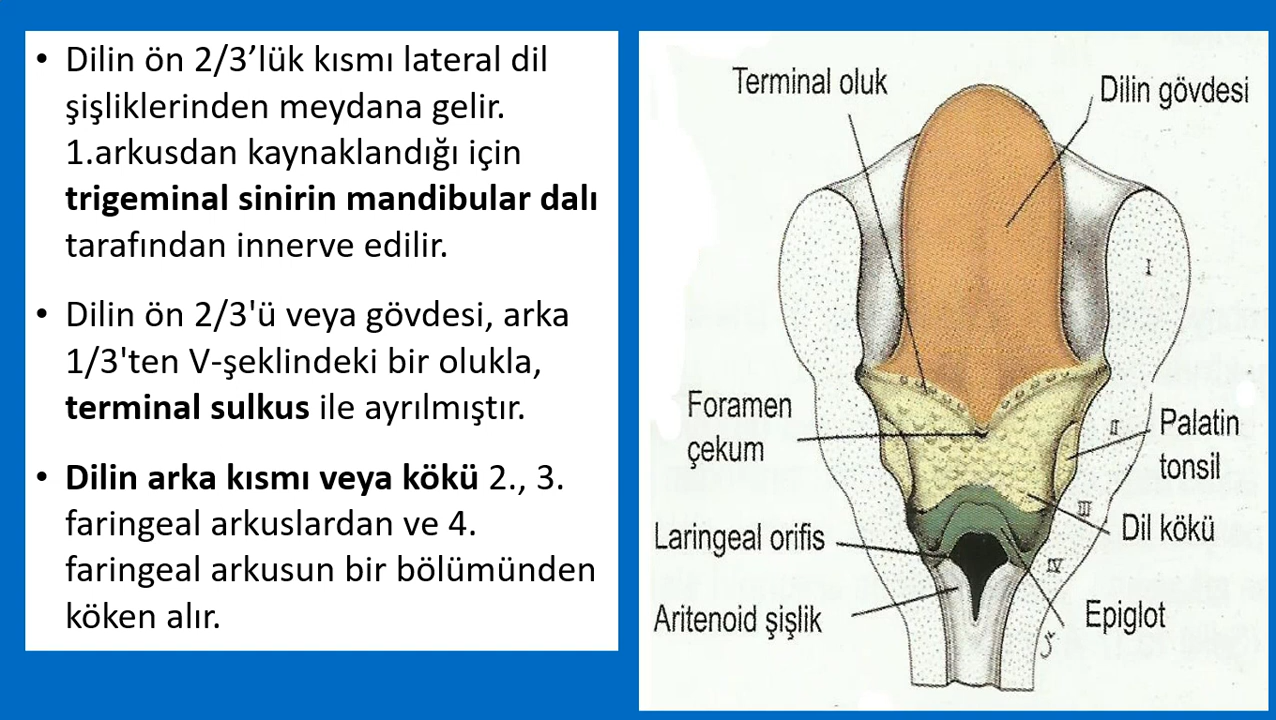 • Dilin ön 2/3’lük kısmı lateral dil
şişliklerinden meydana gelir.
1.arkusdan kaynaklandığı için
trigeminal sinirin mandibular dalı
tarafından innerve edilir.
• Dilin ön 2/3'ü veya gövdesi, arka
1/3'ten V-şeklindeki bir olukla,
terminal sulkus ile ayrılmıştır.
• Dilin arka kısmı veya kökü 2., 3.
faringeal arkuslardan ve 4.
faringeal arkusun bir bölümünden
köken alır.
Terminal oluk
Dilin gövdesi
I
Foramen
çekum
II
Palatin
tonsil
III
Dil kökü
Laringeal orifis
IV
Aritenoid şişlik
Epiglot